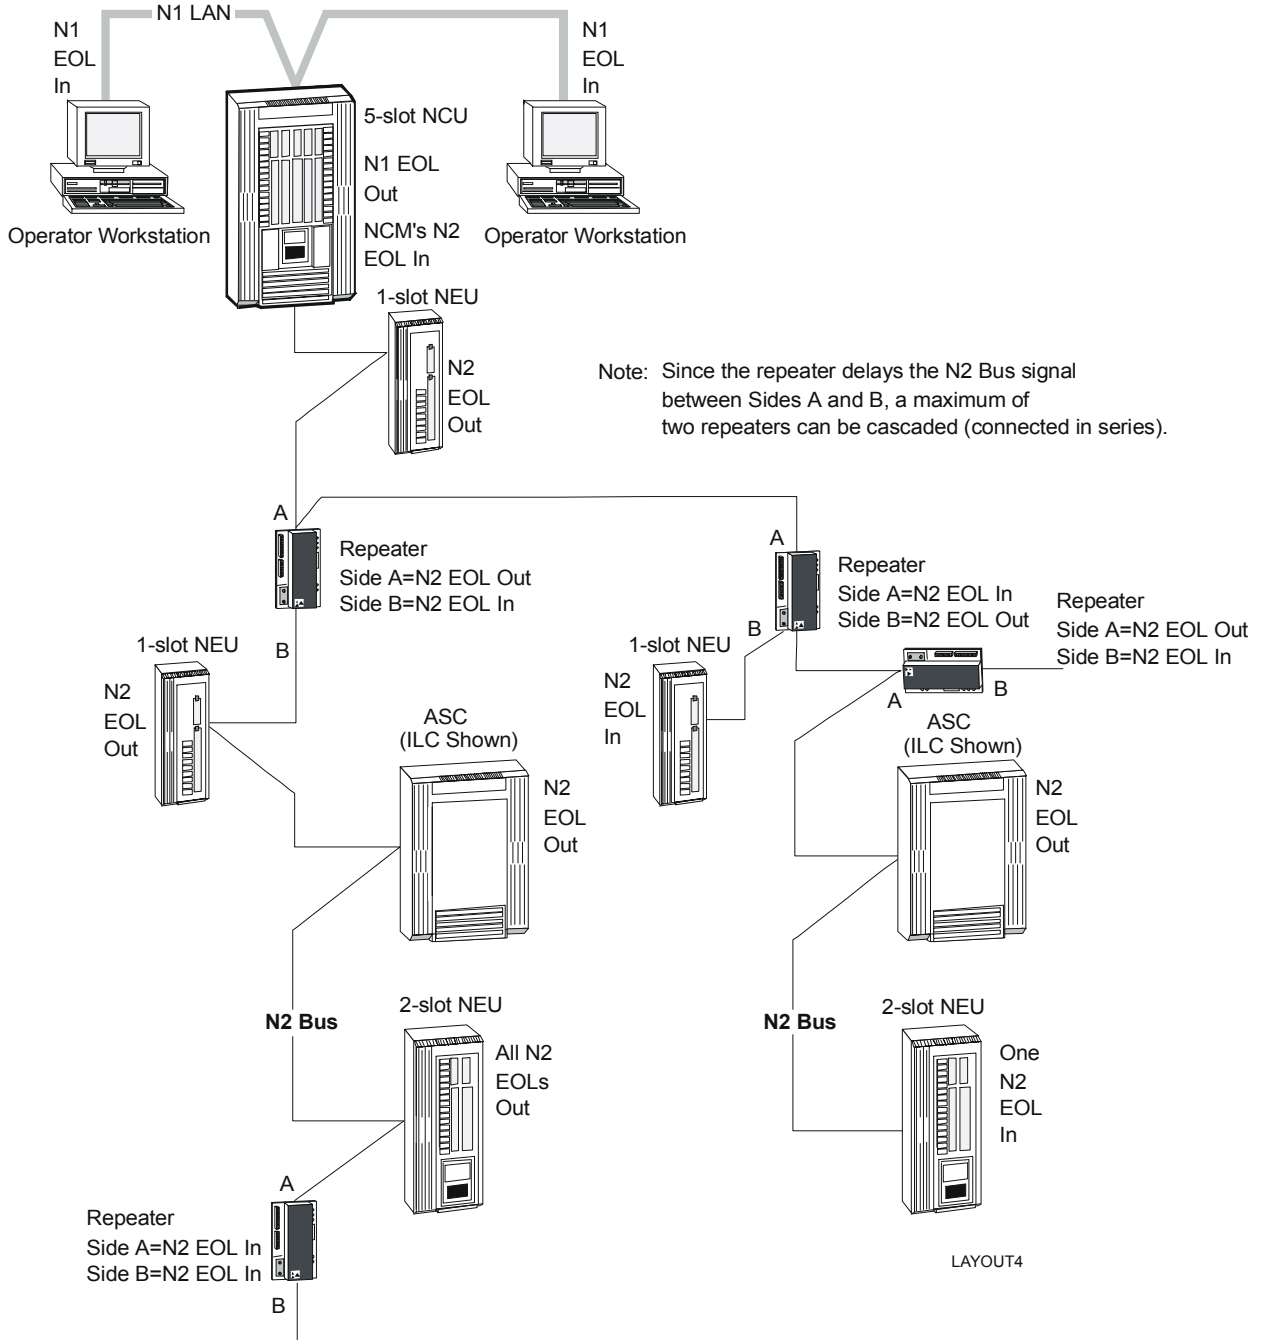 N1 LAN
N1
EOL
In
N1
EOL
In
5-slot NCU
N1 EOL
Out
NCM's N2
EOL In
Operator Workstation
Operator Workstation
1-slot NEU
N2
EOL
Out
Note: Since the repeater delays the N2 Bus signal
between Sides A and B, a maximum of
two repeaters can be cascaded (connected in series).
A
Repeater
Side A=N2 EOL Out
Side B=N2 EOL In
B
A
Repeater
Side A=N2 EOL In
Side B=N2 EOL Out
B
Repeater
Side A=N2 EOL Out
Side B=N2 EOL In
A
B
1-slot NEU
N2
EOL
Out
ASC
(ILC Shown)
N2
EOL
Out
1-slot NEU
N2
EOL
In
ASC
(ILC Shown)
N2
EOL
Out
N2 Bus
2-slot NEU
All N2
EOLs
Out
N2 Bus
2-slot NEU
One
N2
EOL
In
A
Repeater
Side A=N2 EOL In
Side B=N2 EOL In
B
LAYOUT4